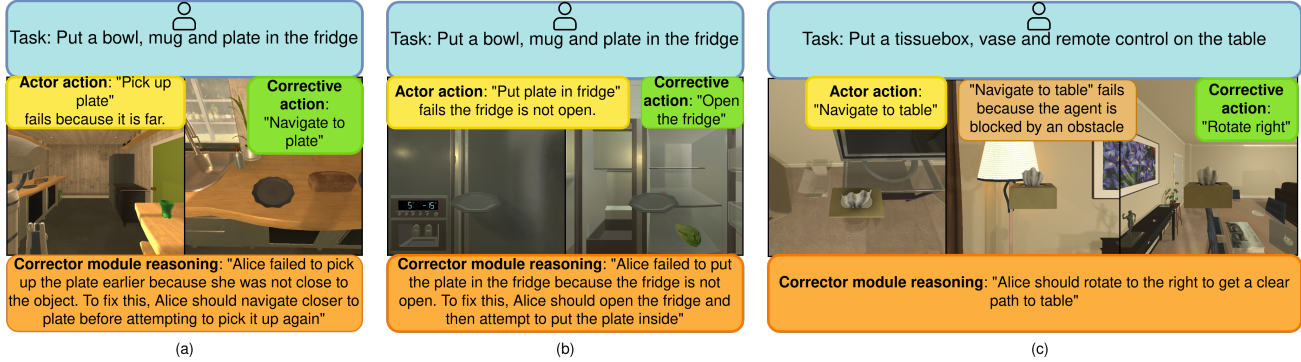 Task: Put a bowl, mug and plate in the fridge
Actor action: "Pick up
plate"
fails because it is far.
Corrective
action:
"Navigate to
plate"
Corrector module reasoning: "Alice failed to pick
up the plate earlier because she was not close to
the object. To fix this, Alice should navigate closer to
plate before attempting to pick it up again"
(a)
Task: Put a bowl, mug and plate in the fridge
Actor action: "Put plate in fridge"
fails the fridge is not open.
Corrective
action: "Open
the fridge"
5° -15°
Corrector module reasoning: "Alice failed to put
the plate in the fridge because the fridge is not
open. To fix this, Alice should open the fridge and
then attempt to put the plate inside"
(b)
Task: Put a tissuebox, vase and remote control on the table
Actor action:
"Navigate to table"
"Navigate to table" fails
because the agent is
blocked by an obstacle
Corrective
action:
"Rotate right"
Corrector module reasoning: "Alice should rotate to the right to get a clear
path to table"
(c)